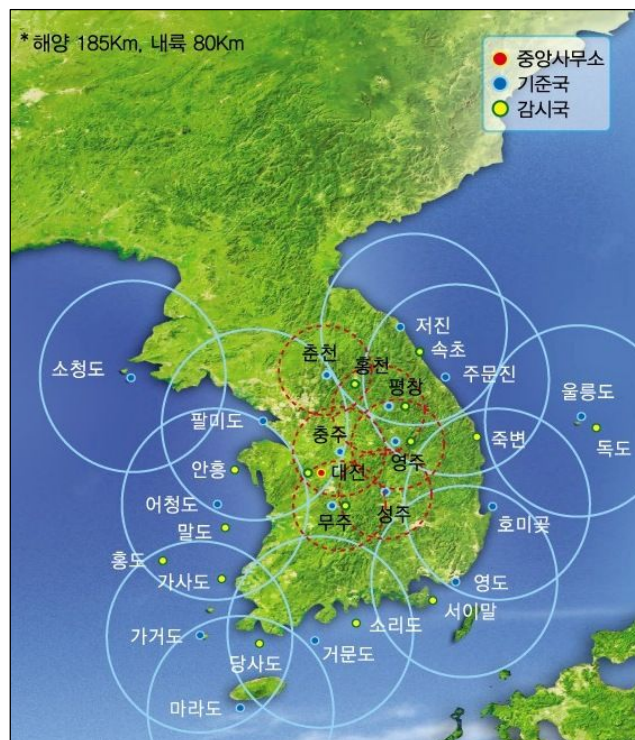 *해양 185Km, 내륙 80Km
중앙사무소
기준국
감시국
저진
속초
춘천
홍천
소청도
주문진
평창
울릉도
팔미도
독도
충주
죽변
영주
안흥
대전
어청도
무주
성주
호미곶
말도
홍도
가사도
영도
서이말
소리도
가거도
거문도
당사도
마라도